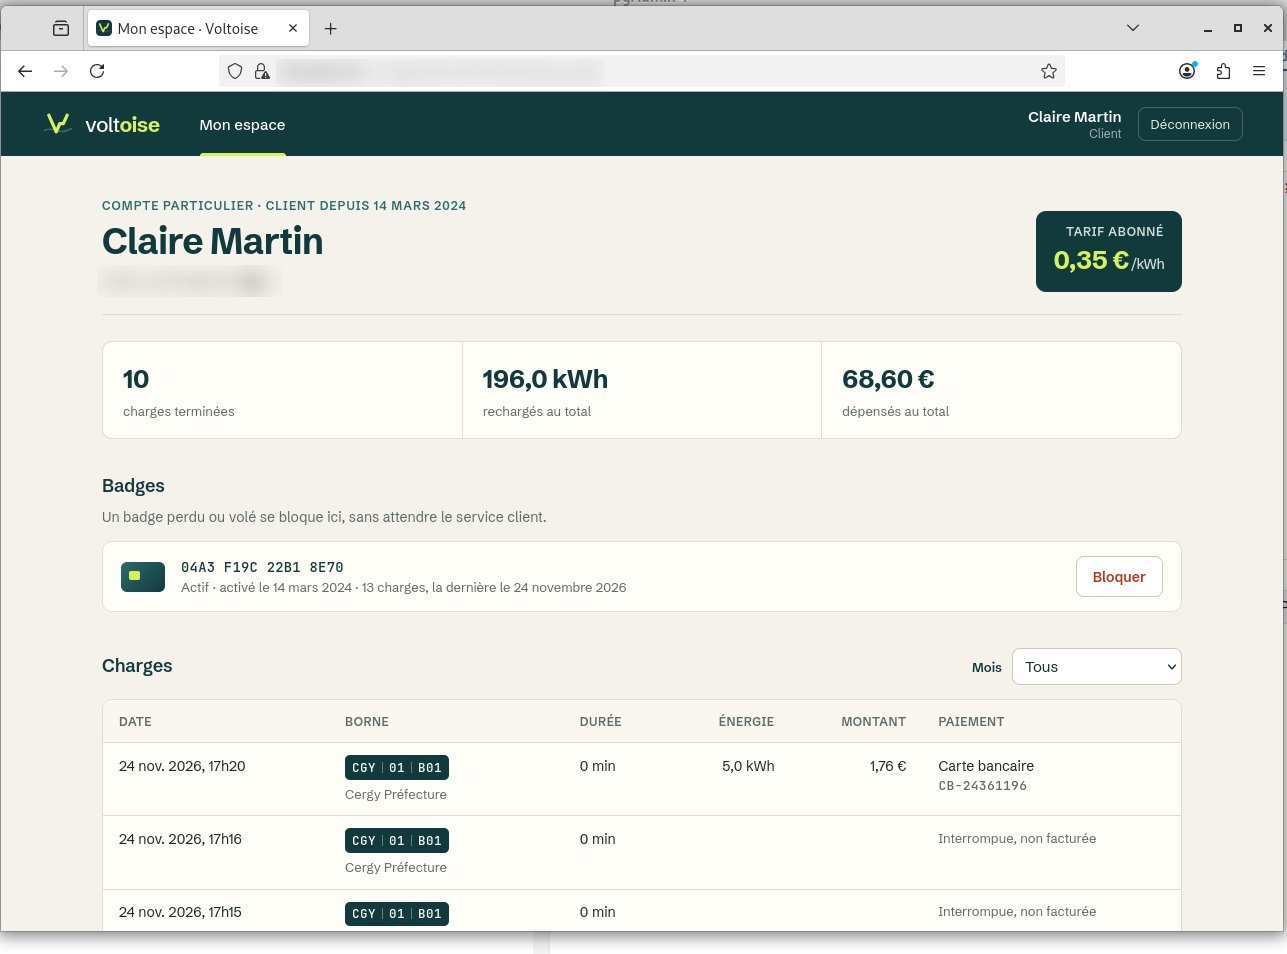 Mon espace · Voltoise
voltoise
Mon espace
Claire Martin
Client
Déconnexion
COMPTE PARTICULIER · CLIENT DEPUIS 14 MARS 2024
Claire Martin
TARIF ABONNÉ
0,35 €/kWh
10
charges terminées
196,0 kWh
rechargés au total
68,60 €
dépensés au total
Badges
Un badge perdu ou volé se bloque ici, sans attendre le service client.
04A3 F19C 22B1 8E70
Actif · activé le 14 mars 2024 · 13 charges, la dernière le 24 novembre 2026
Bloquer
Charges
Mois
Tous
DATE BORNE DURÉE ÉNERGIE MONTANT PAIEMENT
24 nov. 2026, 17h20 CGY 01 B01 0 min 5,0 kWh 1,76 € Carte bancaire
Cergy Préfecture CB-24361196
24 nov. 2026, 17h16 CGY 01 B01 0 min Interrompue, non facturée
Cergy Préfecture
24 nov. 2026, 17h15 CGY 01 B01 0 min Interrompue, non facturée